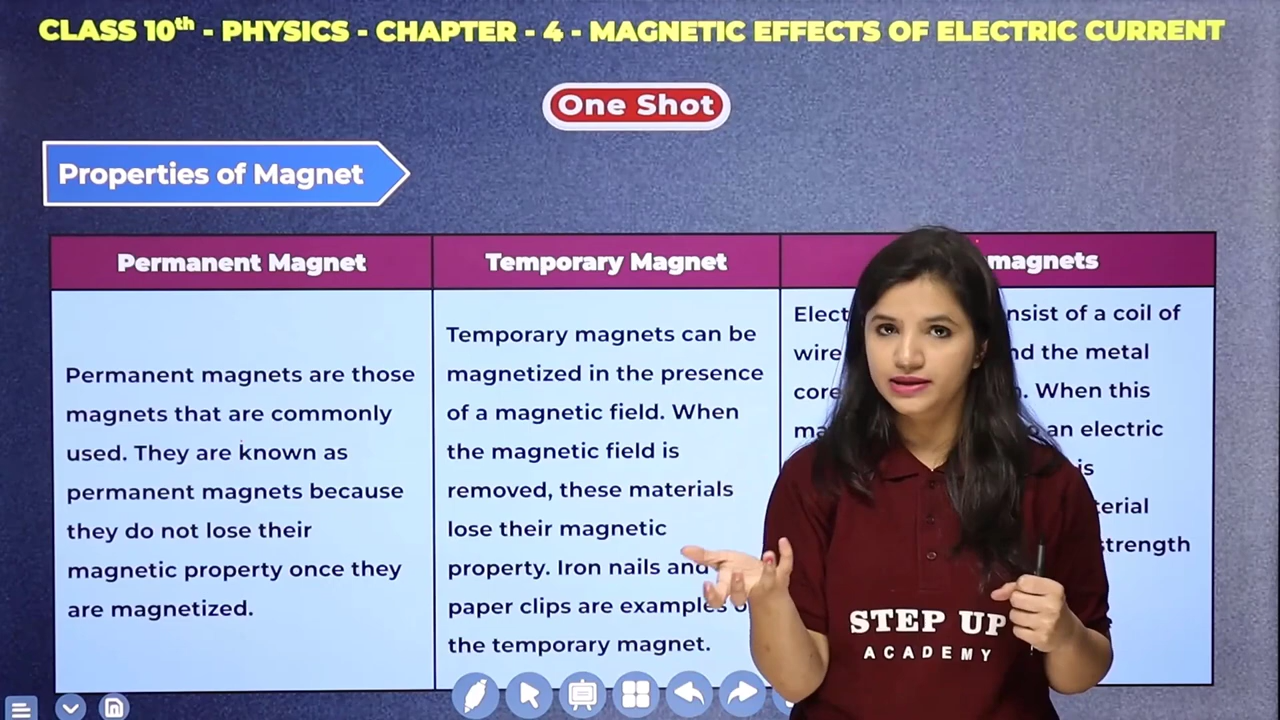 CLASS 10th - PHYSICS - CHAPTER - 4 - MAGNETIC EFFECTS OF ELECTRIC CURRENT
One Shot
Properties of Magnet
Permanent Magnet
Temporary Magnet
magnets
Permanent magnets are those
magnets that are commonly
used. They are known as
permanent magnets because
they do not lose their
magnetic property once they
are magnetized.
Temporary magnets can be
magnetized in the presence
of a magnetic field. When
the magnetic field is
removed, these materials
lose their magnetic
property. Iron nails and
paper clips are examples
the temporary magnet.
of a coil of
wire the metal
core When this
an electric
is
strength
STEP UP
ACADEMY